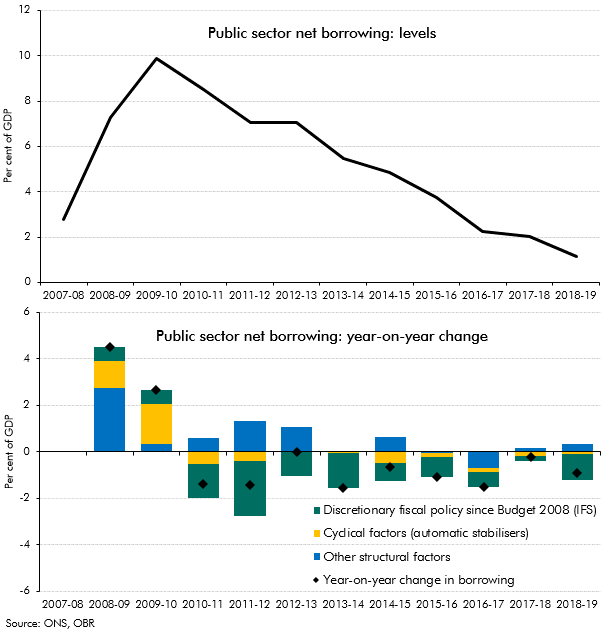 Public sector net borrowing: levels
Per cent of GDP
12
10
8
6
4
2
0
2007-08 2008-09 2009-10 2010-11 2011-12 2012-13 2013-14 2014-15 2015-16 2016-17 2017-18 2018-19
Public sector net borrowing: year-on-year change
Per cent of GDP
6
4
2
0
-2
-4
-6
Discretionary fiscal policy since Budget 2008 (IFS)
Cyclical factors (automatic stabilisers)
Other structural factors
Year-on-year change in borrowing
2007-08 2008-09 2009-10 2010-11 2011-12 2012-13 2013-14 2014-15 2015-16 2016-17 2017-18 2018-19
Source: ONS, OBR